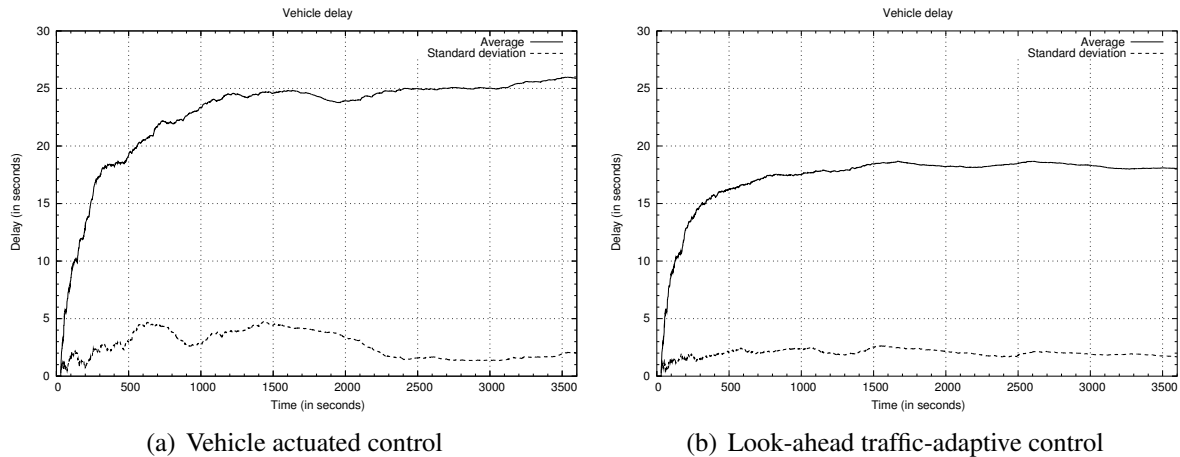 Vehicle delay
30
25
20
15
10
5
0
Delay (in seconds)
Average
Standard deviation
0 500 1000 1500 2000 2500 3000 3500
Time (in seconds)
(a) Vehicle actuated control
Vehicle delay
30
25
20
15
10
5
0
Delay (in seconds)
Average
Standard deviation
0 500 1000 1500 2000 2500 3000 3500
Time (in seconds)
(b) Look-ahead traffic-adaptive control